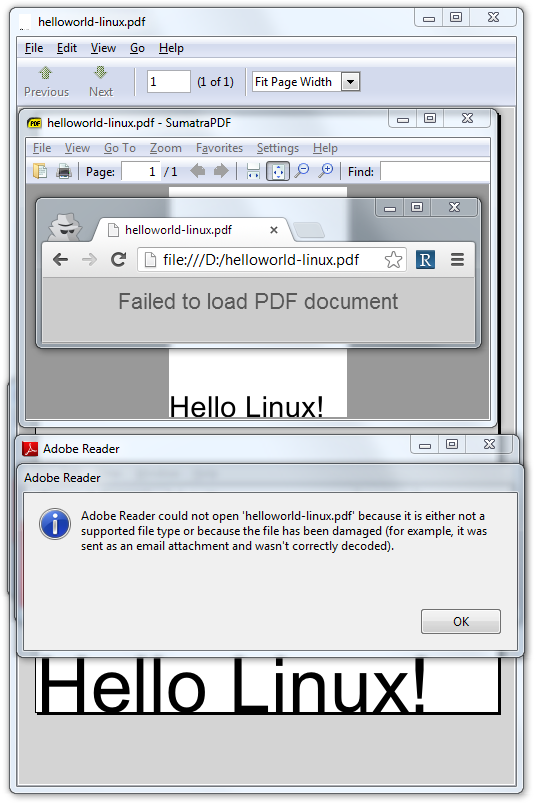 helloworld-linux.pdf
File Edit View Go Help
Previous Next 1 (1 of 1) Fit Page Width
PDF helloworld-linux.pdf - SumatraPDF
File View Go To Zoom Favorites Settings Help
Page: 1 / 1 Find:
helloworld-linux.pdf
file:///D:/helloworld-linux.pdf R
Failed to load PDF document
Hello Linux!
Adobe Reader
Adobe Reader
Adobe Reader could not open 'helloworld-linux.pdf' because it is either not a
supported file type or because the file has been damaged (for example, it was
sent as an email attachment and wasn't correctly decoded).
OK
Hello Linux!